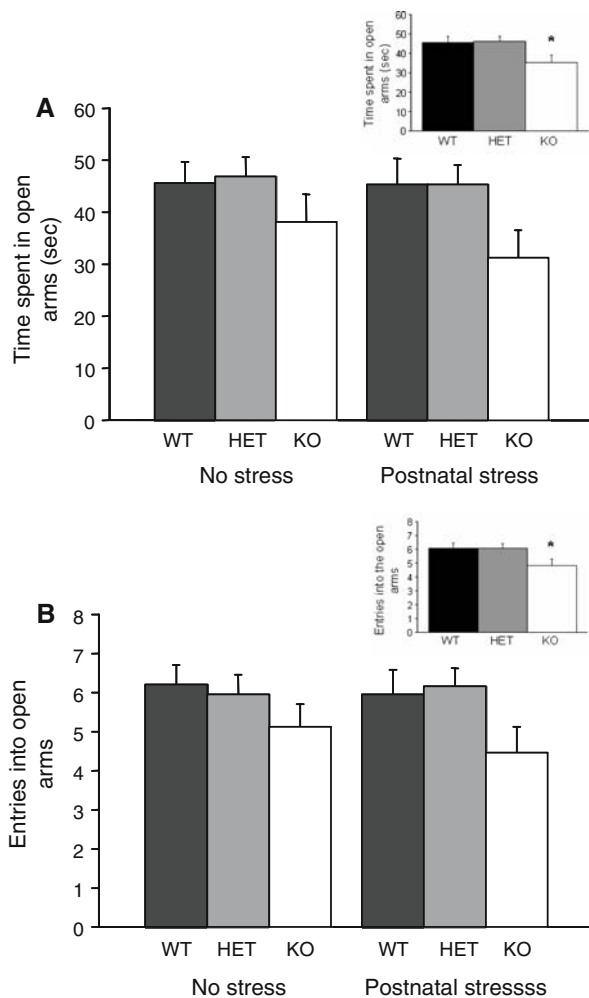 60
50
40
30
20
10
0
Time spent in open
arms (sec)
*
WT HET KO
A
60
50
40
30
20
10
0
Time spent in open
arms (sec)
WT HET KO WT HET KO
No stress Postnatal stress
8
7
6
5
4
3
2
1
0
Entries into the open
arms
*
WT HET KO
B
8
7
6
5
4
3
2
1
0
Entries into open
arms
WT HET KO WT HET KO
No stress Postnatal stressss